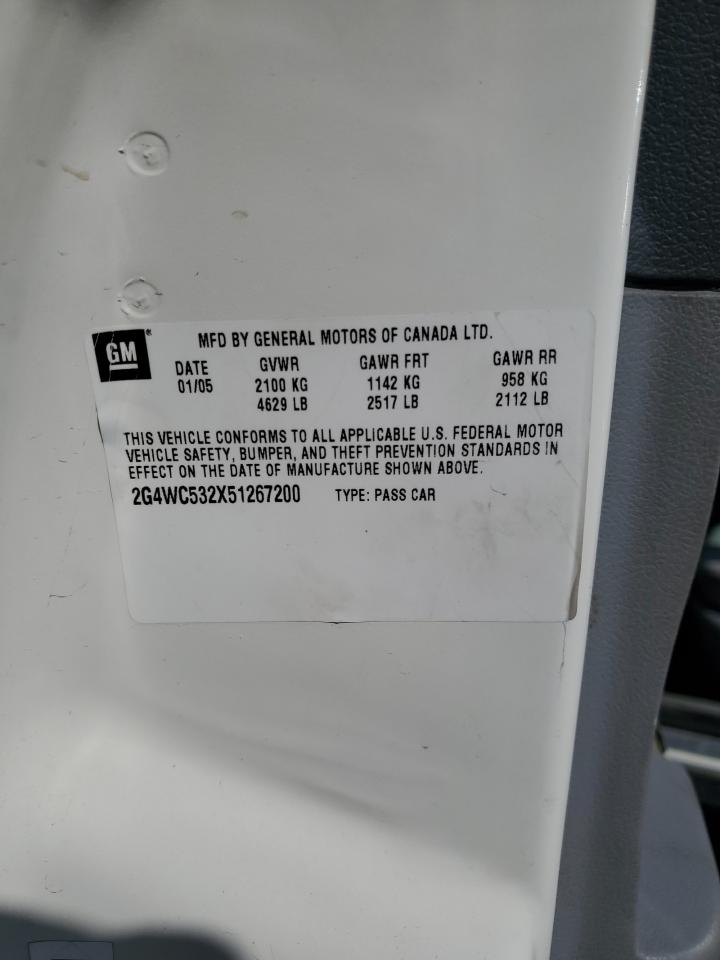 GM®
MFD BY GENERAL MOTORS OF CANADA LTD.
DATE GVWR GAWR FRT GAWR RR
01/05 2100 KG 1142 KG 958 KG
4629 LB 2517 LB 2112 LB
THIS VEHICLE CONFORMS TO ALL APPLICABLE U.S. FEDERAL MOTOR
VEHICLE SAFETY, BUMPER, AND THEFT PREVENTION STANDARDS IN
EFFECT ON THE DATE OF MANUFACTURE SHOWN ABOVE.
2G4WC532X51267200 TYPE: PASS CAR